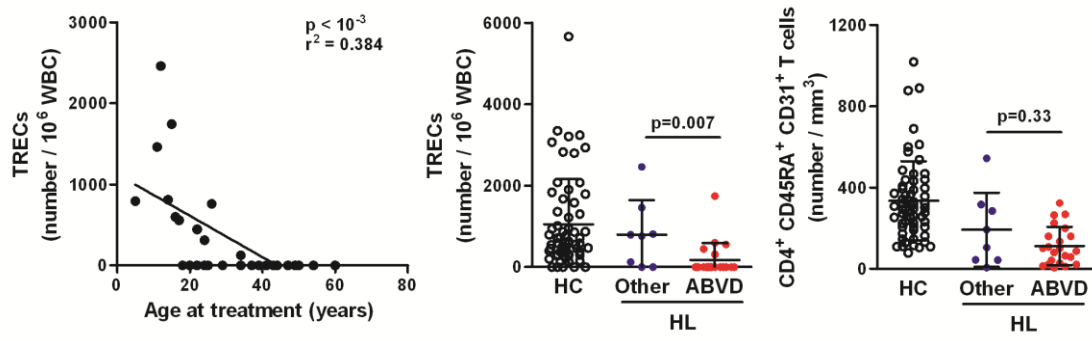 TRECs
(number / 10⁶ WBC)
3000
2000
1000
0
p < 10⁻³
r² = 0.384
0
20
40
60
80
Age at treatment (years)
TRECs
(number / 10⁶ WBC)
6000
4000
2000
0
p=0.007
HC
Other
ABVD
HL
CD4⁺ CD45RA⁺ CD31⁺ T cells
(number / mm³)
1200
800
400
0
p=0.33
HC
Other
ABVD
HL